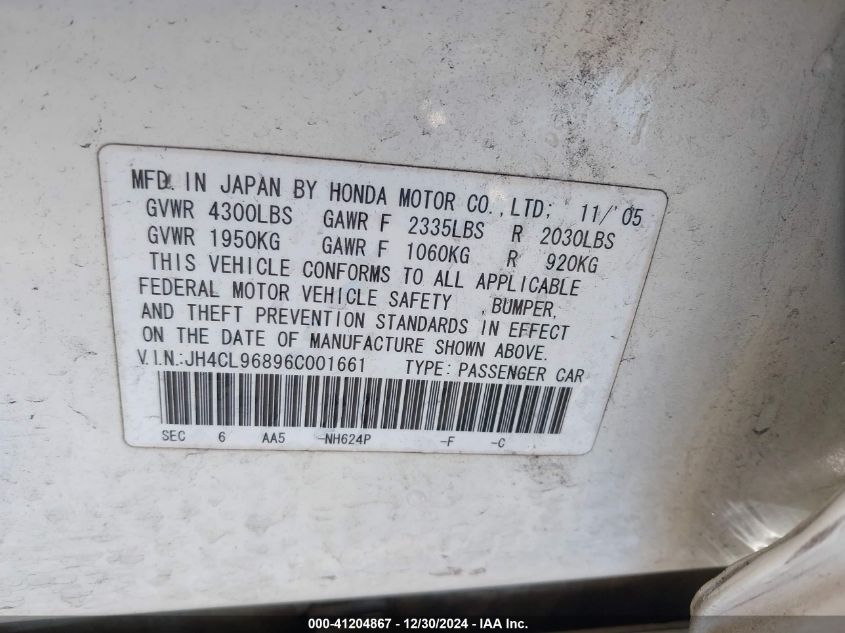 MFD. IN JAPAN BY HONDA MOTOR CO.,LTD; 11/'05
GVWR 4300LBS GAWR F 2335LBS R 2030LBS
GVWR 1950KG GAWR F 1060KG R 920KG
THIS VEHICLE CONFORMS TO ALL APPLICABLE
FEDERAL MOTOR VEHICLE SAFETY ,BUMPER,
AND THEFT PREVENTION STANDARDS IN EFFECT
ON THE DATE OF MANUFACTURE SHOWN ABOVE.
V.I.N.:JH4CL96896C001661 TYPE: PASSENGER CAR
SEC 6 AA5 -NH624P -F -C
000-41204867 - 12/30/2024 - IAA Inc.